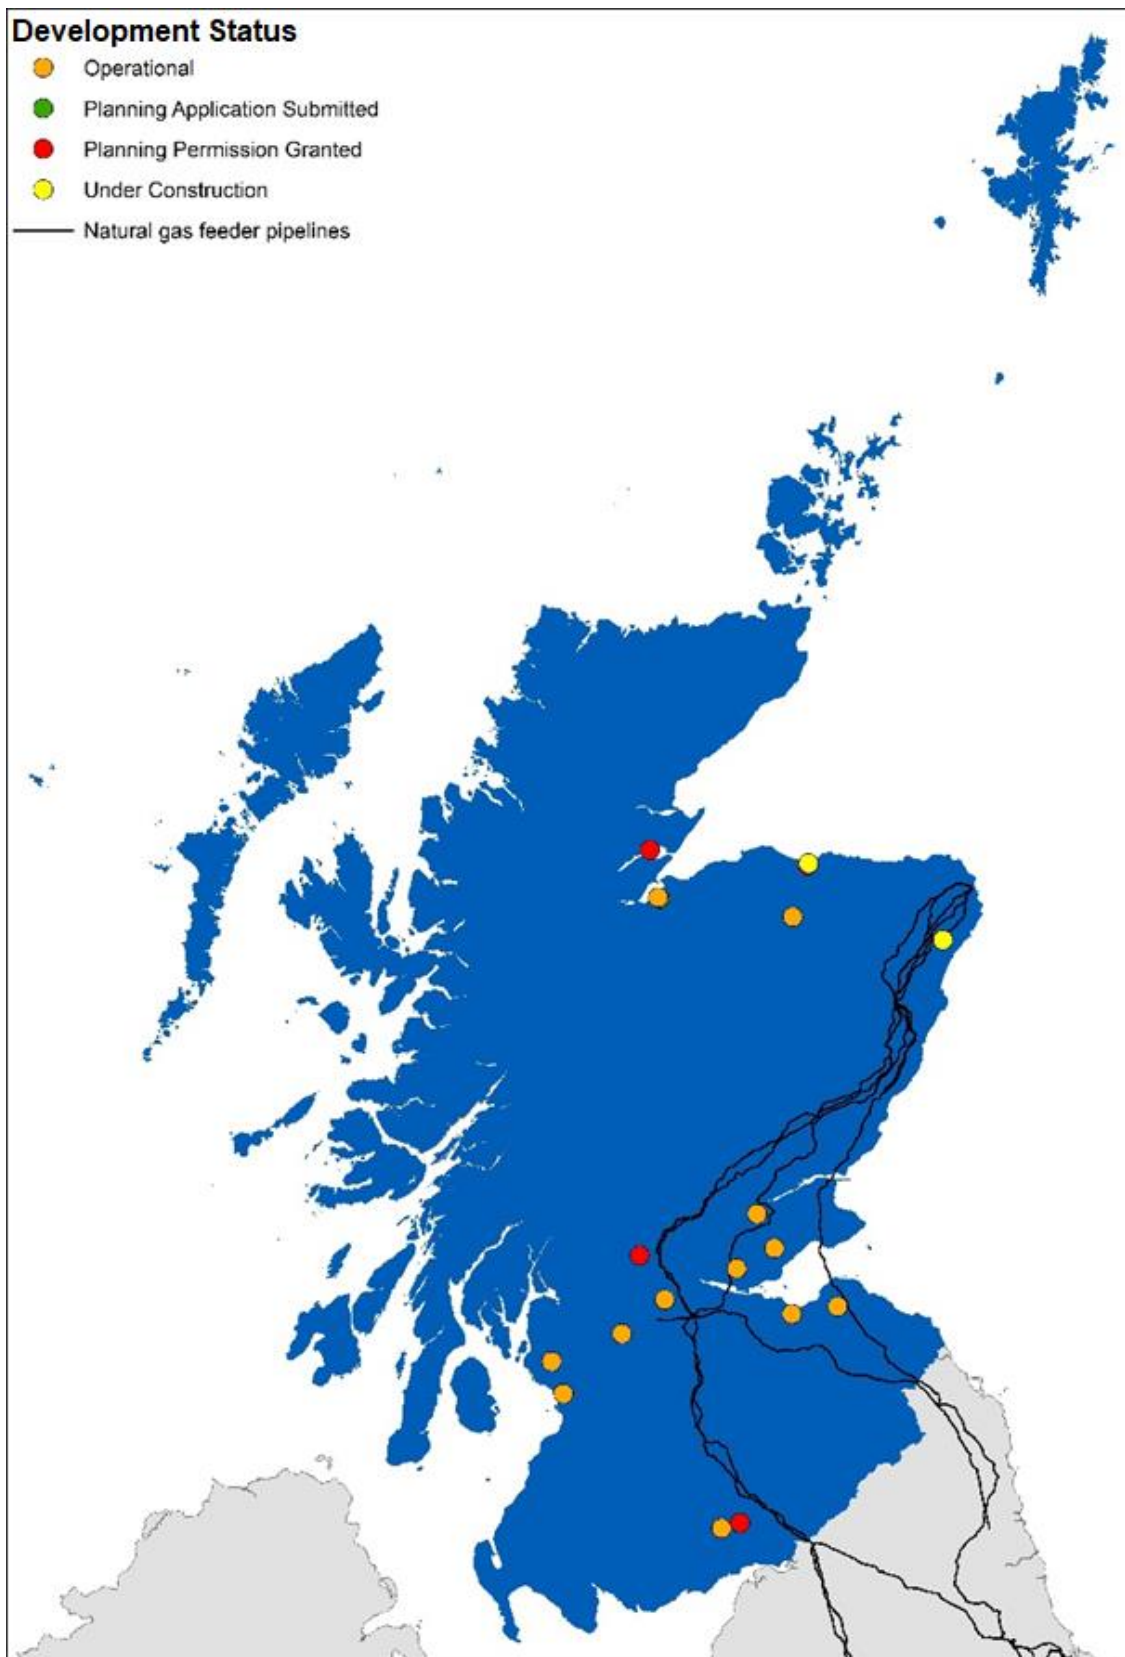 Development Status
Operational
Planning Application Submitted
Planning Permission Granted
Under Construction
Natural gas feeder pipelines